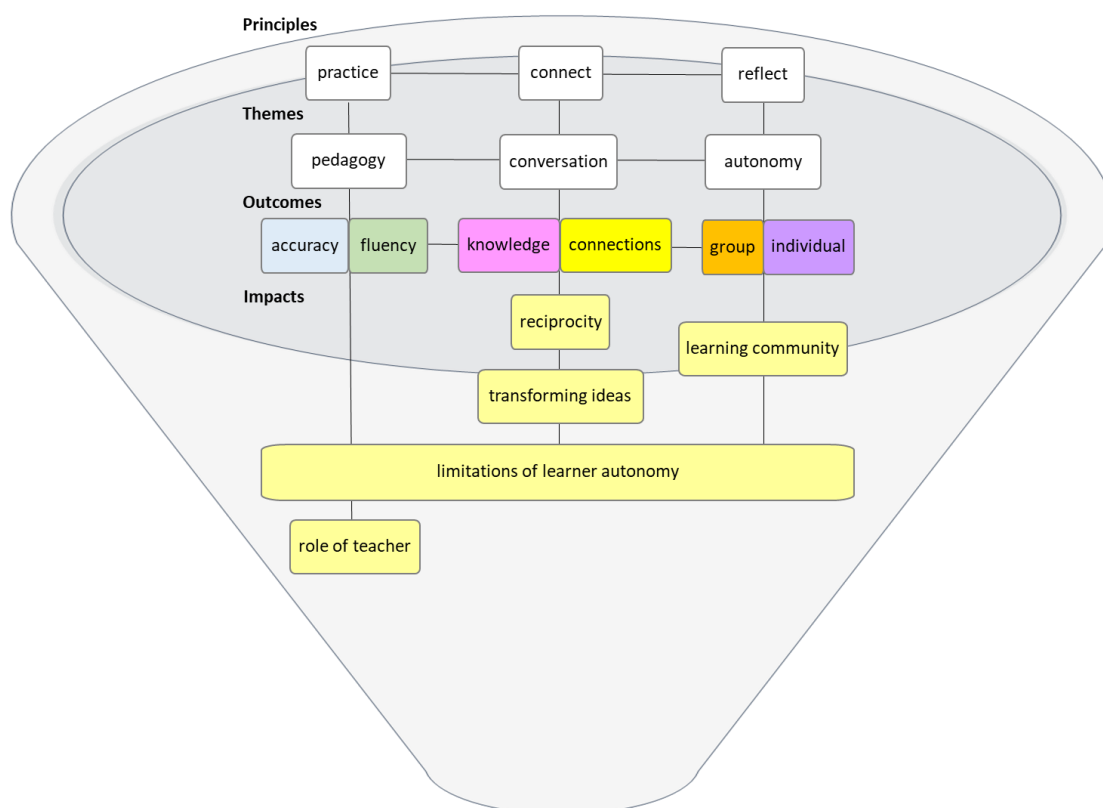 Principles
practice
connect
reflect
Themes
pedagogy
conversation
autonomy
Outcomes
accuracy
fluency
knowledge
connections
group
individual
Impacts
reciprocity
learning community
transforming ideas
limitations of learner autonomy
role of teacher